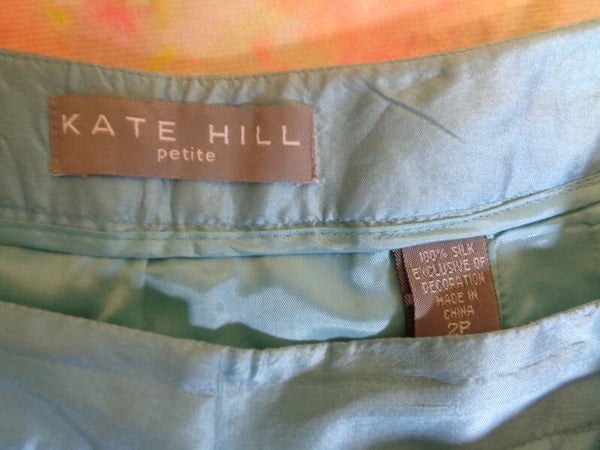 KATE HILL
petite
100% SILK
EXCLUSIVE OF
DECORATION
MADE IN
CHINA
2P